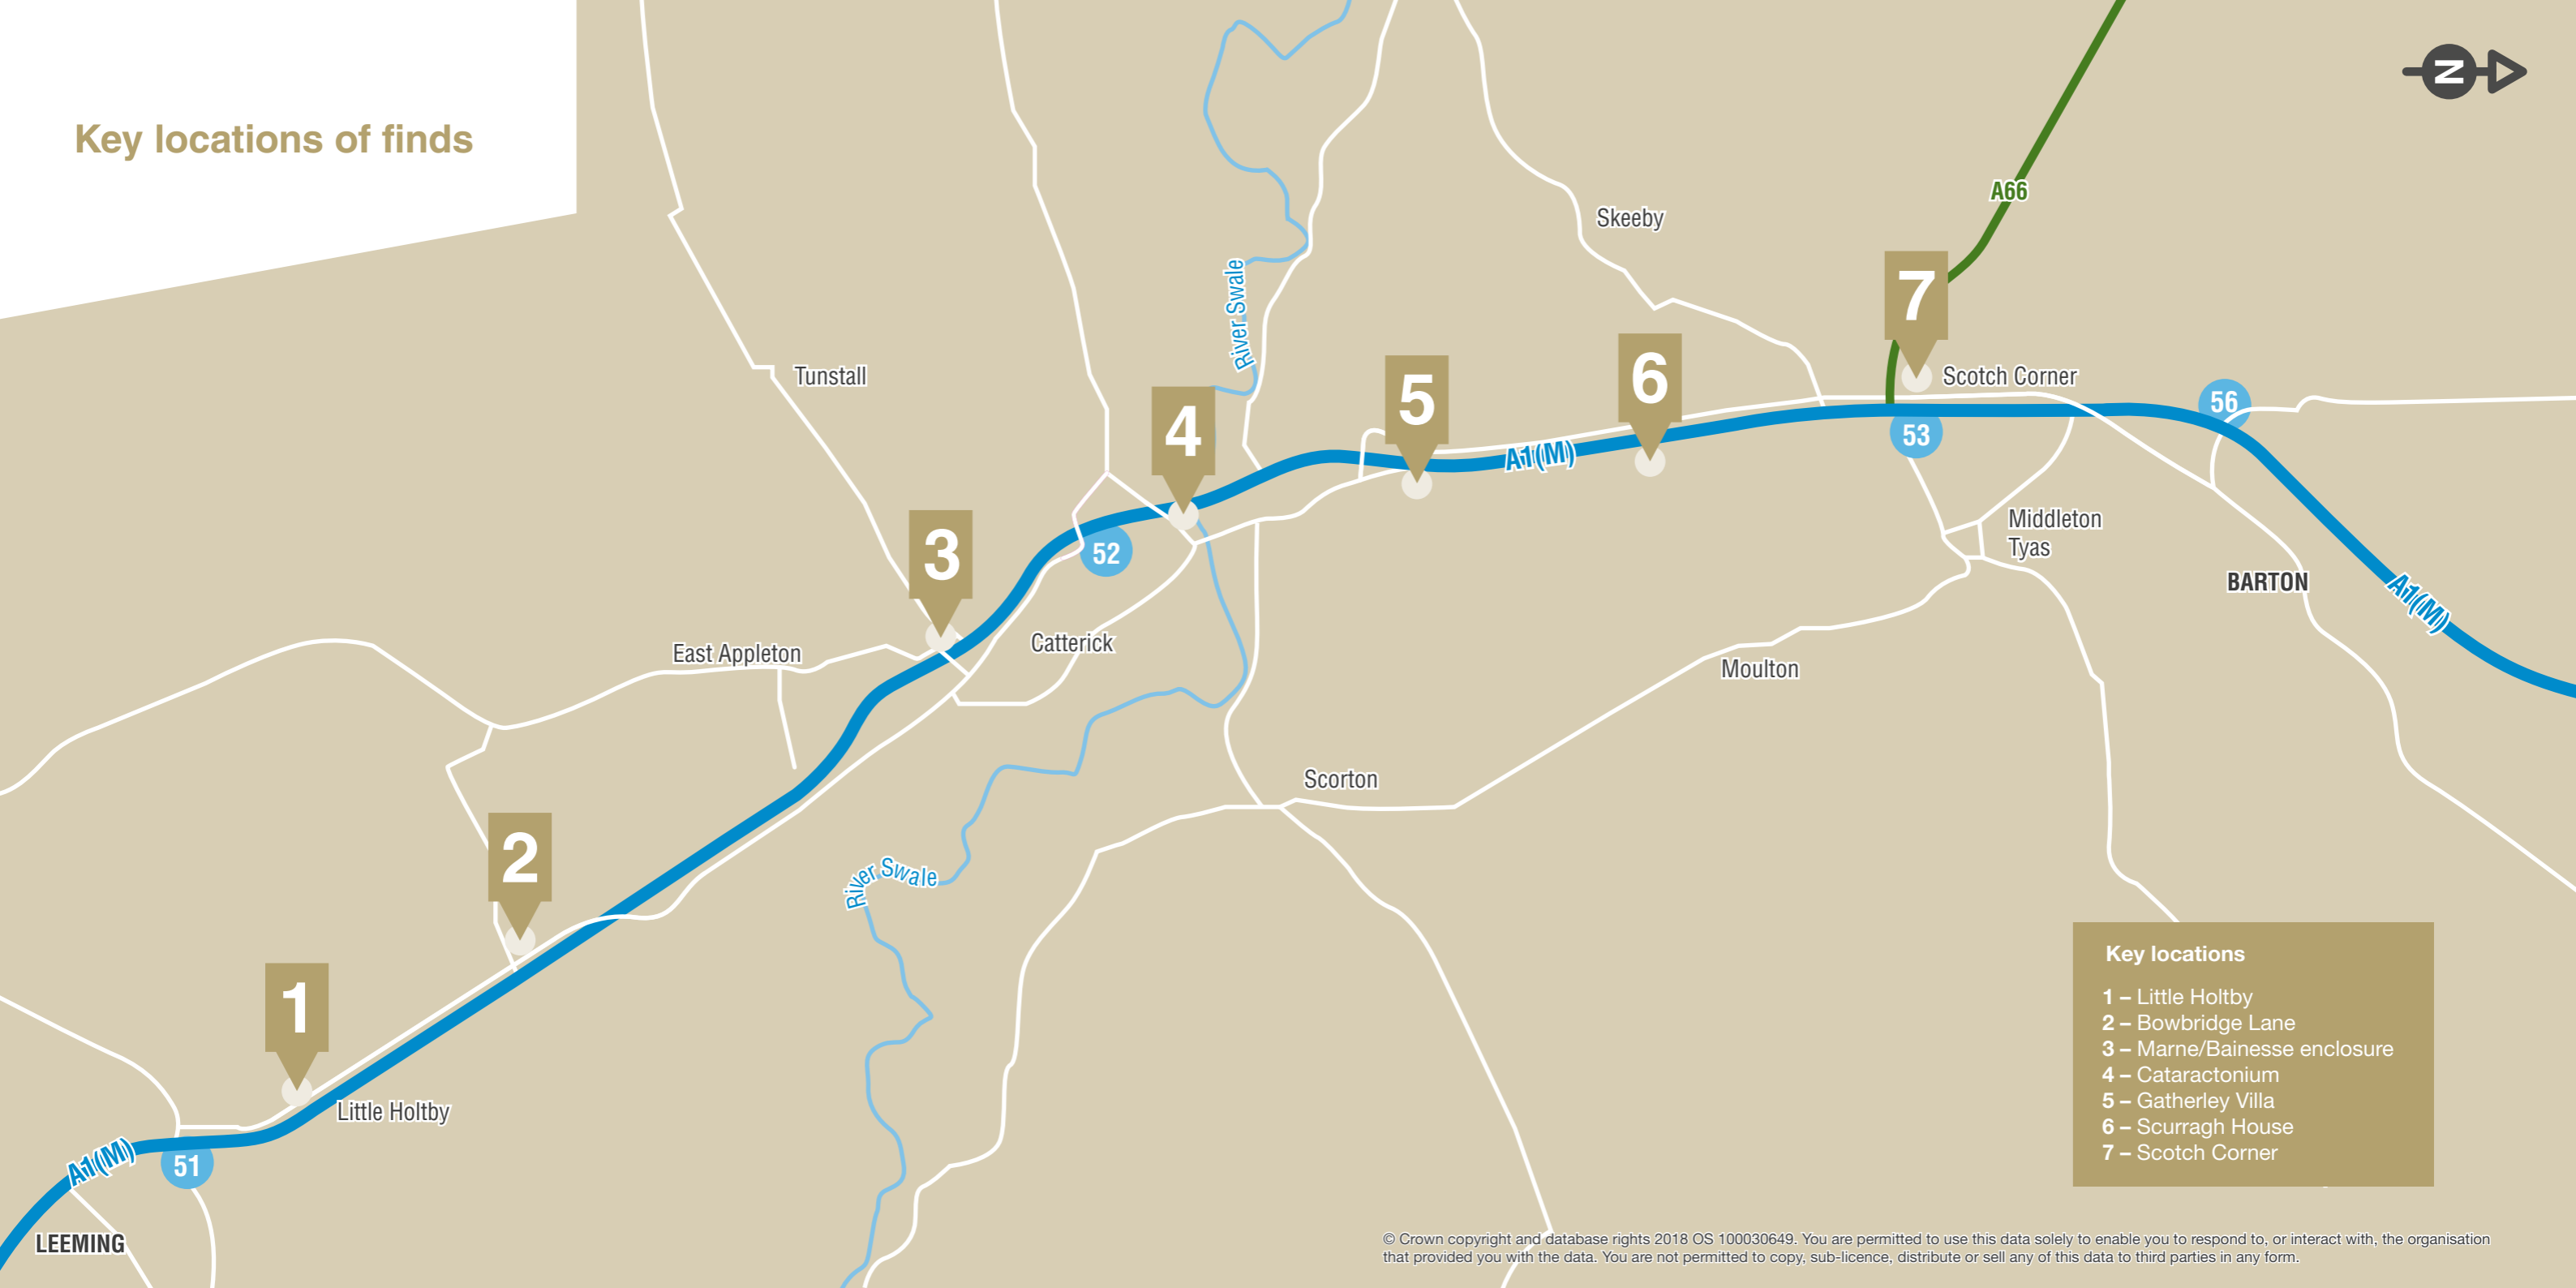 Key locations of finds
N
A66
Skeeby
River Swale
7
Tunstall
Scotch Corner
6
5
56
4
53
A1(M)
Middleton
Tyas
3
52
BARTON
A1(M)
East Appleton
Catterick
Moulton
Scorton
2
River Swale
1
Little Holtby
A1(M)
51
LEEMING
Key locations
1 – Little Holtby
2 – Bowbridge Lane
3 – Marne/Bainesse enclosure
4 – Cataractonium
5 – Gatherley Villa
6 – Scurragh House
7 – Scotch Corner
© Crown copyright and database rights 2018 OS 100030649. You are permitted to use this data solely to enable you to respond to, or interact with, the organisation
that provided you with the data. You are not permitted to copy, sub-licence, distribute or sell any of this data to third parties in any form.